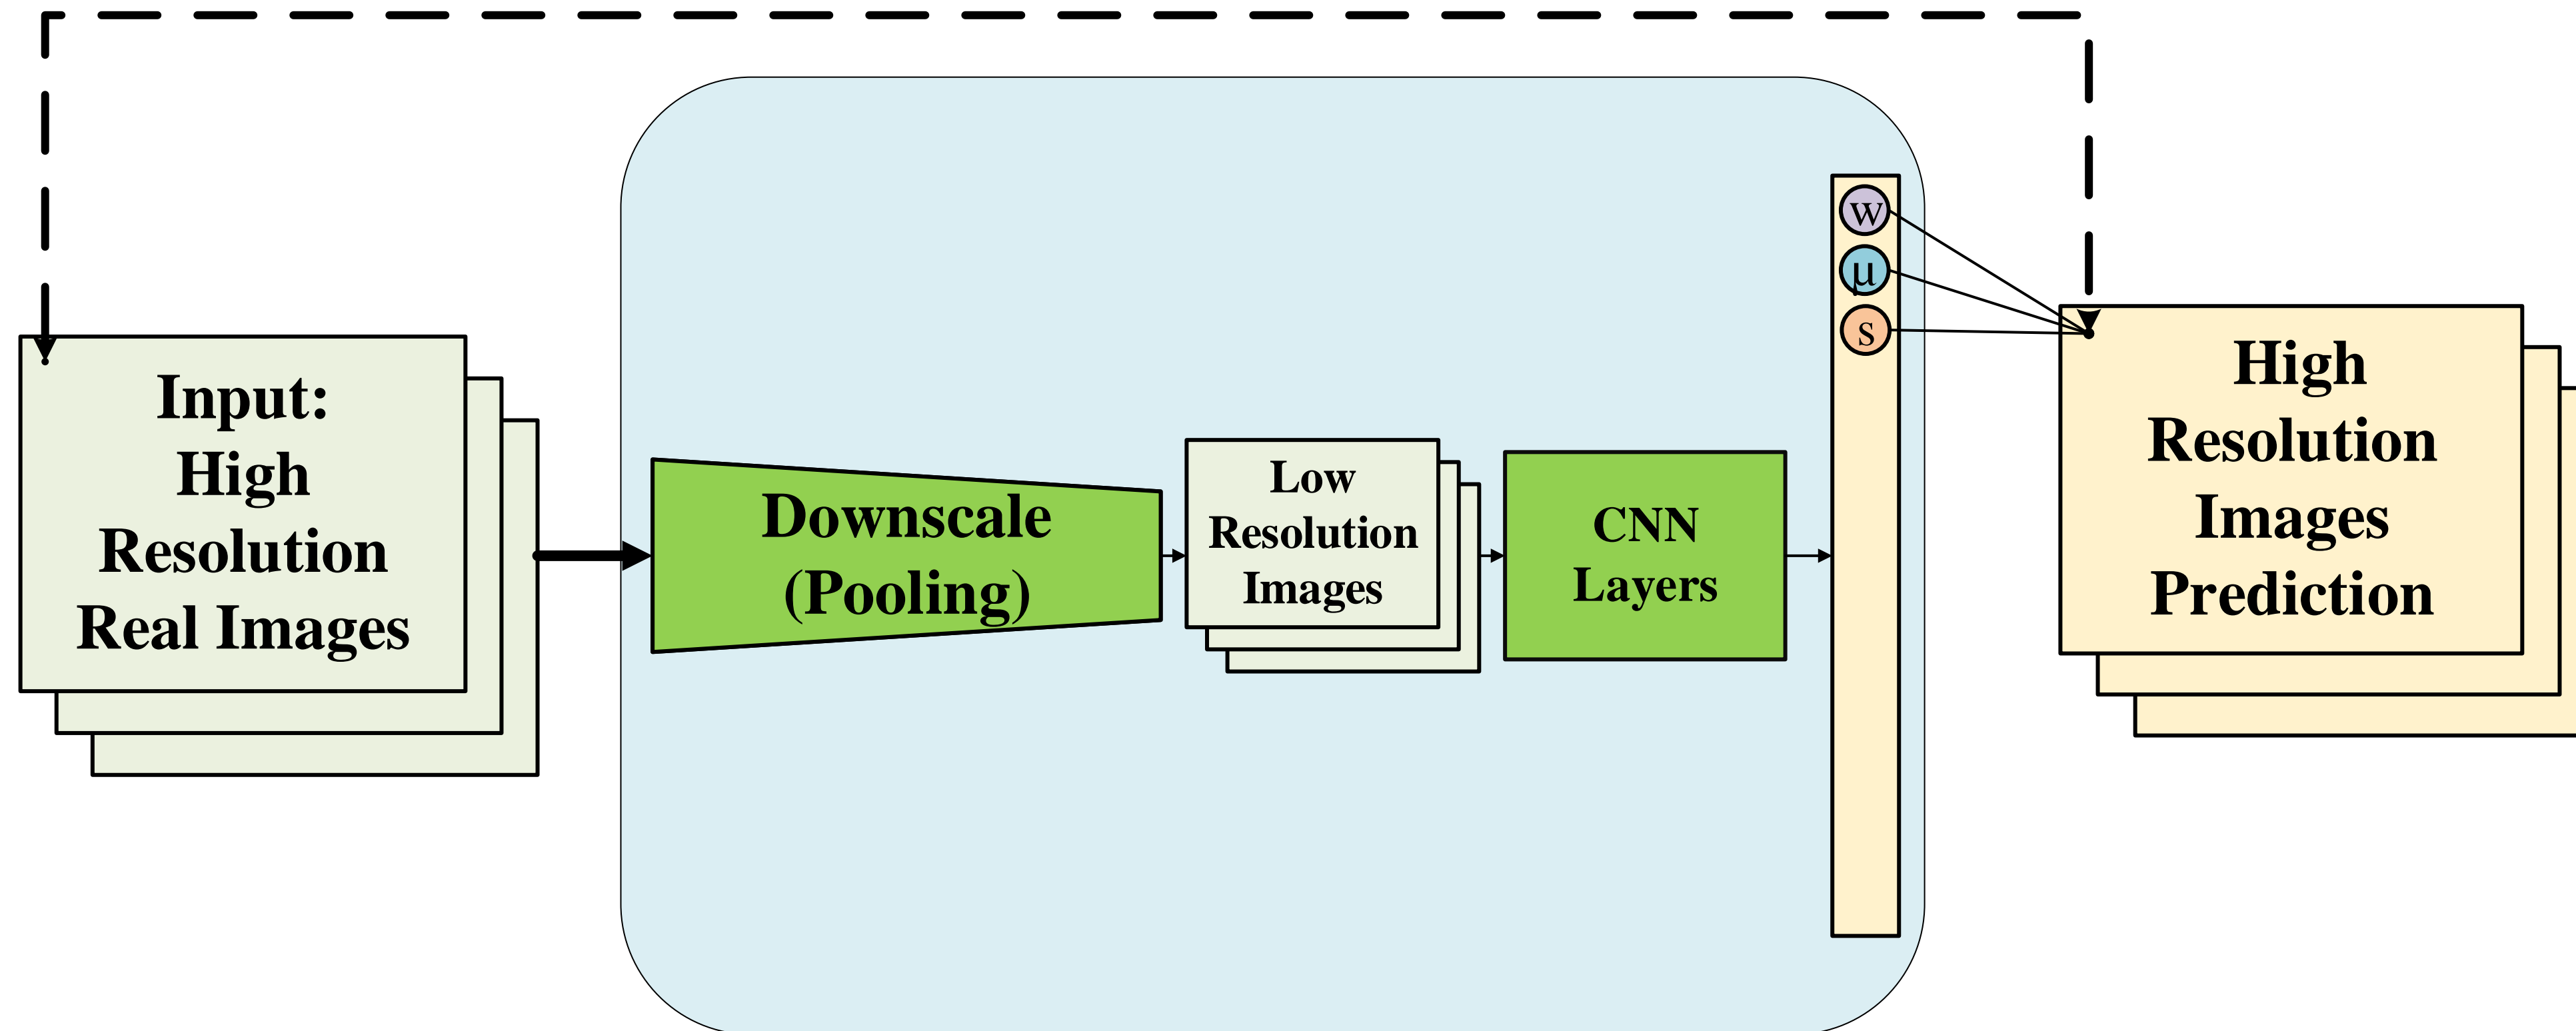 Input:
High
Resolution
Real Images
Downscale
(Pooling)
Low
Resolution
Images
CNN
Layers
w
μ
s
High
Resolution
Images
Prediction